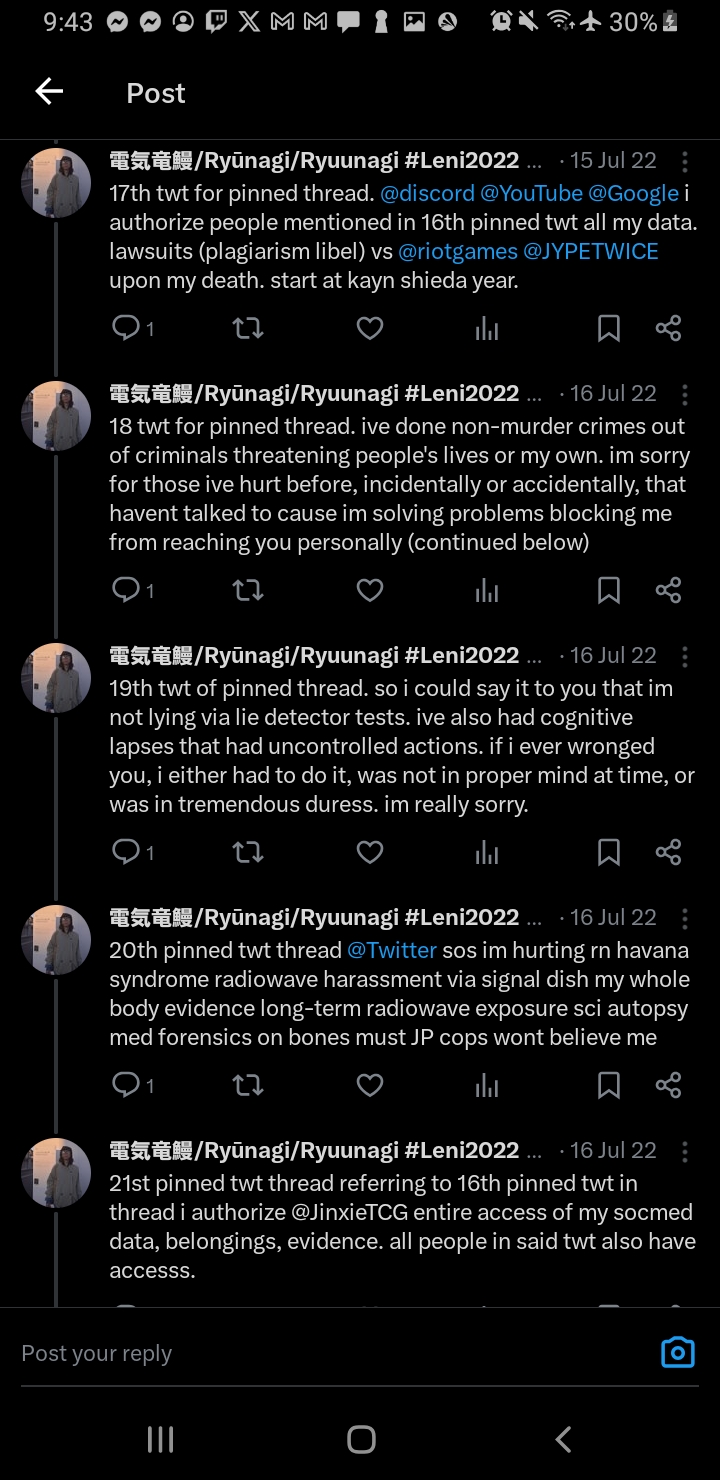 9:43 30%
Post
電気竜鰻/Ryūnagi/Ryuunagi #Leni2022 ... · 15 Jul 22
17th twt for pinned thread. @discord @YouTube @Google i
authorize people mentioned in 16th pinned twt all my data.
lawsuits (plagiarism libel) vs @riotgames @JYPETWICE
upon my death. start at kayn shieda year.
1
電気竜鰻/Ryūnagi/Ryuunagi #Leni2022 ... · 16 Jul 22
18 twt for pinned thread. ive done non-murder crimes out
of criminals threatening people's lives or my own. im sorry
for those ive hurt before, incidentally or accidentally, that
havent talked to cause im solving problems blocking me
from reaching you personally (continued below)
1
電気竜鰻/Ryūnagi/Ryuunagi #Leni2022 ... · 16 Jul 22
19th twt of pinned thread. so i could say it to you that im
not lying via lie detector tests. ive also had cognitive
lapses that had uncontrolled actions. if i ever wronged
you, i either had to do it, was not in proper mind at time, or
was in tremendous duress. im really sorry.
1
電気竜鰻/Ryūnagi/Ryuunagi #Leni2022 ... · 16 Jul 22
20th pinned twt thread @Twitter sos im hurting rn havana
syndrome radiowave harassment via signal dish my whole
body evidence long-term radiowave exposure sci autopsy
med forensics on bones must JP cops wont believe me
1
電気竜鰻/Ryūnagi/Ryuunagi #Leni2022 ... · 16 Jul 22
21st pinned twt thread referring to 16th pinned twt in
thread i authorize @JinxieTCG entire access of my socmed
data, belongings, evidence. all people in said twt also have
accesss.
Post your reply